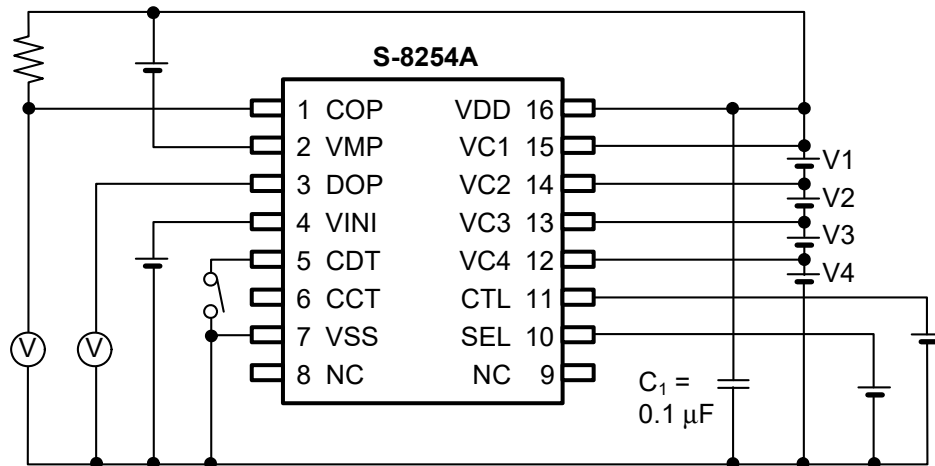 S-8254A
1 COP VDD 16
2 VMP VC1 15
3 DOP VC2 14
4 VINI VC3 13
5 CDT VC4 12
6 CCT CTL 11
7 VSS SEL 10
8 NC NC 9
V1
V2
V3
V4
V
V
C₁ =
0.1 μF